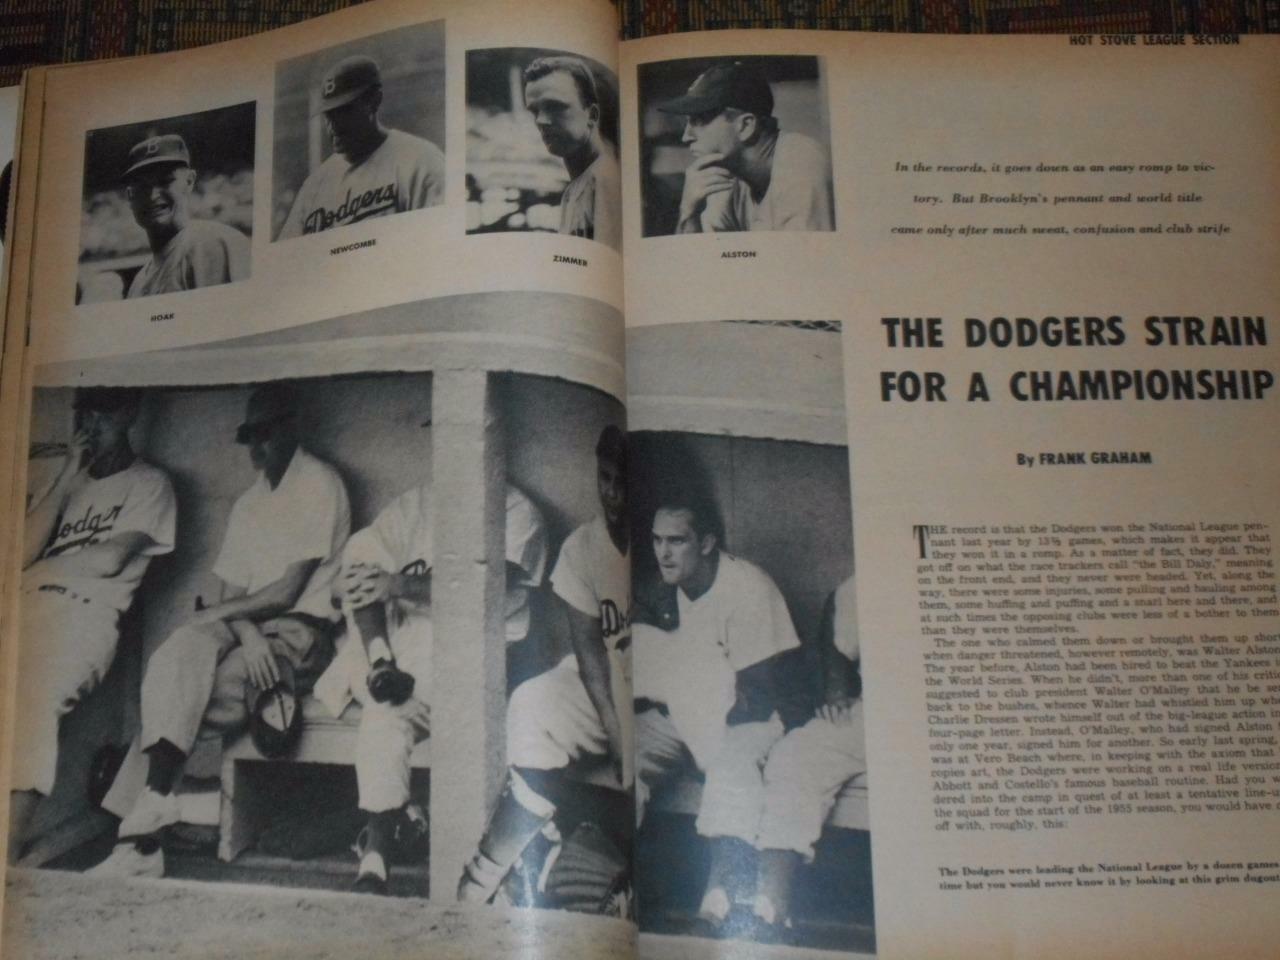 HOT STOVE LEAGUE SECTION
B
HOAK
B
Dodgers
NEWCOMBE
ZIMMER
ALSTON
In the records, it goes down as an easy romp to vic-
tory. But Brooklyn's pennant and world title
came only after much sweat, confusion and club strife
THE DODGERS STRAIN
FOR A CHAMPIONSHIP
By FRANK GRAHAM
THE record is that the Dodgers won the National League pen-
nant last year by 13½ games, which makes it appear that
they won it in a romp. As a matter of fact, they did. They
got off on what the race trackers call "the Bill Daly," meaning
on the front end, and they never were headed. Yet, along the
way, there were some injuries, some pulling and hauling among
them, some huffing and puffing and a snarl here and there, and
at such times the opposing clubs were less of a bother to them
than they were themselves.
The one who calmed them down or brought them up short
when danger threatened, however remotely, was Walter Alston
The year before, Alston had been hired to beat the Yankees
the World Series. When he didn't, more than one of his critic
suggested to club president Walter O'Malley that he be se
back to the bushes, whence Walter had whistled him up wh
Charlie Dressen wrote himself out of the big-league action in
four-page letter. Instead, O'Malley, who had signed Alston
only one year, signed him for another. So early last spring,
was at Vero Beach where, in keeping with the axiom that
copies art, the Dodgers were working on a real life version
Abbott and Costello's famous baseball routine. Had you w
dered into the camp in quest of at least a tentative line-u
the squad for the start of the 1955 season, you would have
off with, roughly, this:
The Dodgers were leading the National League by a dozen games
time but you would never know it by looking at this grim dugout
Dodg
Do